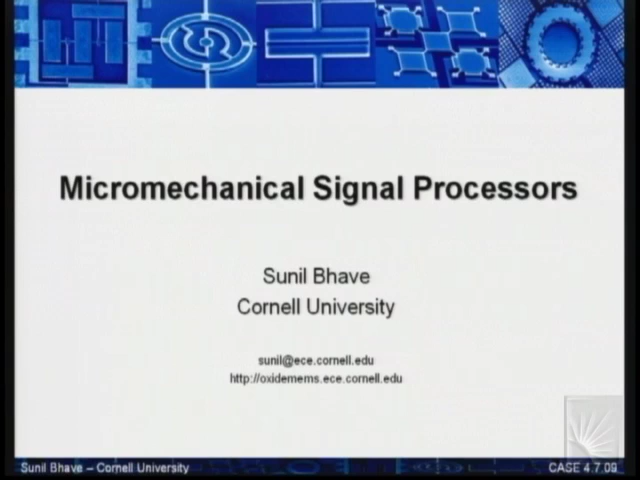 Micromechanical Signal Processors
Sunil Bhave
Cornell University
sunil@ece.cornell.edu
http://oxidemems.ece.cornell.edu
Sunil Bhave – Cornell University
CASE 4.7.09